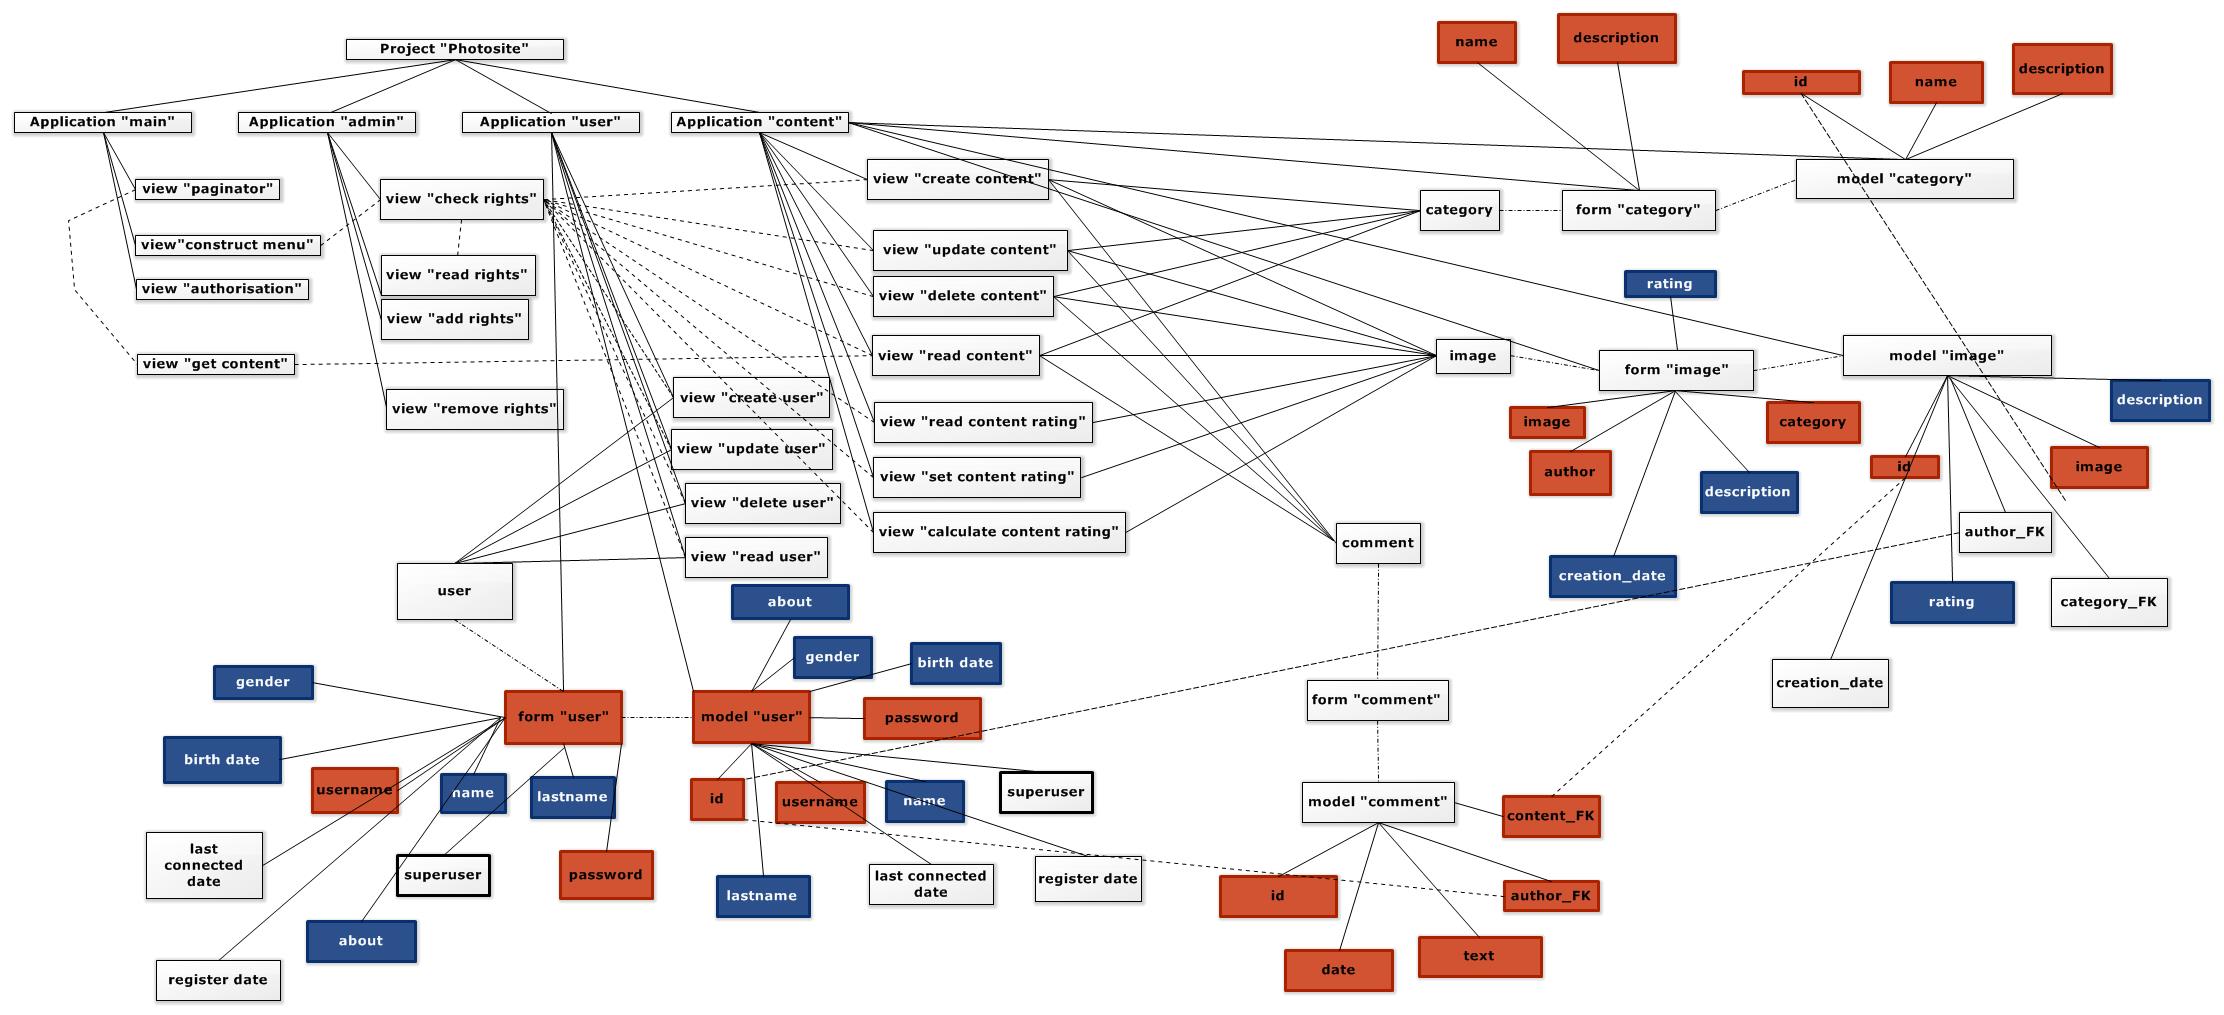 name
description
Project "Photosite"
description
id
name
Application "main"
Application "admin"
Application "user"
Application "content"
view "create content"
model "category"
view "paginator"
view "check rights"
category
form "category"
view"construct menu"
view "update content"
view "read rights"
rating
view "authorisation"
view "delete content"
view "add rights"
view "get content"
view "read content"
image
form "image"
model "image"
view "create user"
description
view "remove rights"
view "read content rating"
image
category
view "update user"
author
id
image
view "set content rating"
description
view "delete user"
view "calculate content rating"
author_FK
comment
view "read user"
creation_date
user
about
rating
category_FK
gender
birth date
gender
creation_date
form "comment"
form "user"
model "user"
password
birth date
username
name
lastname
id
username
name
superuser
model "comment"
content_FK
last
connected
date
superuser
password
last connected
date
register date
lastname
id
author_FK
about
text
date
register date